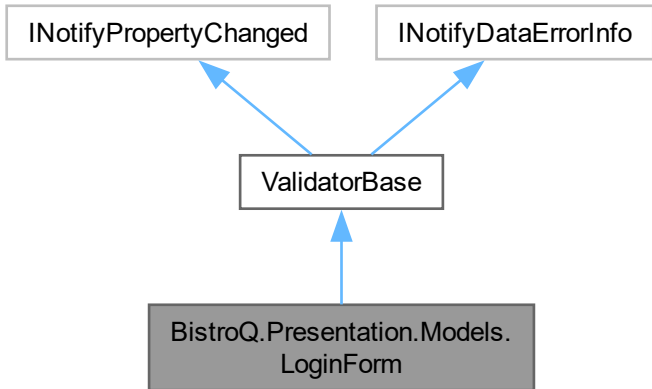 INotifyPropertyChanged
INotifyDataErrorInfo
ValidatorBase
BistroQ.Presentation.Models.
LoginForm